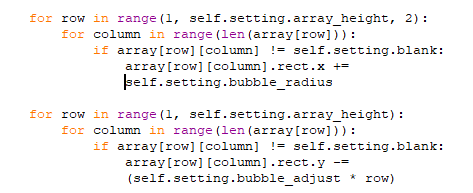 for row in range(1, self.setting.array_height, 2):
for column in range(len(array[row])):
if array[row][column] != self.setting.blank:
array[row][column].rect.x +=
self.setting.bubble_radius
for row in range(1, self.setting.array_height):
for column in range(len(array[row])):
if array[row][column] != self.setting.blank:
array[row][column].rect.y -=
(self.setting.bubble_adjust * row)